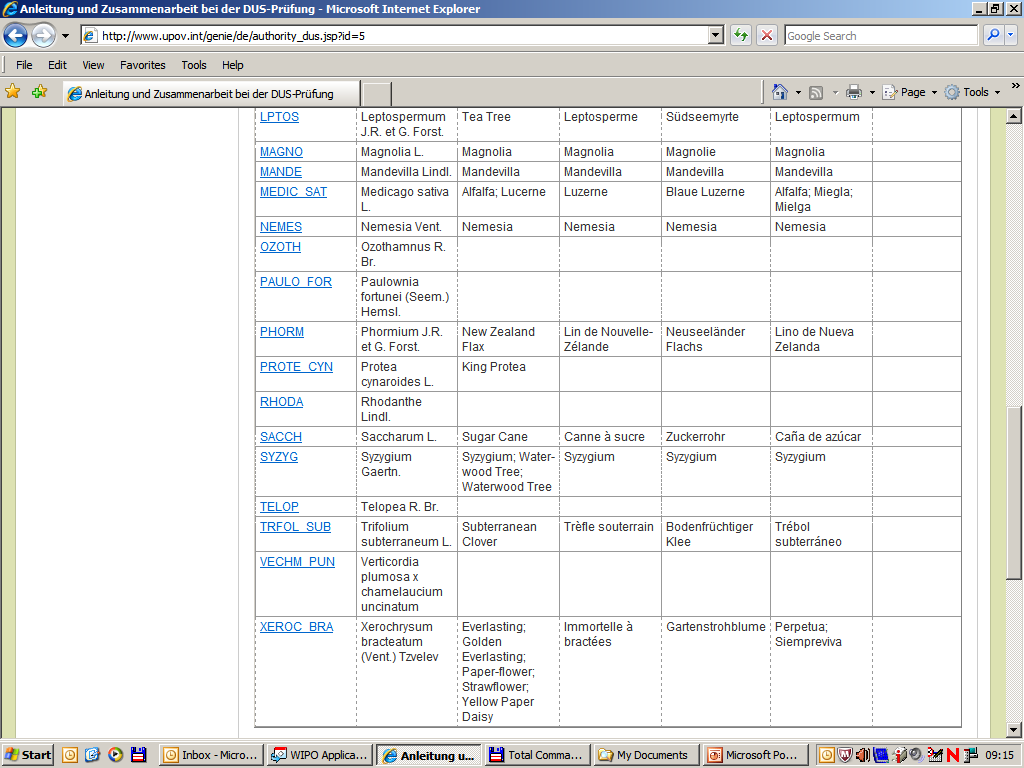 Anleitung und Zusammenarbeit bei der DUS-Prüfung - Microsoft Internet Explorer
http://www.upov.int/genie/de/authority_dus.jsp?id=5
Google Search
File Edit View Favorites Tools Help
Anleitung und Zusammenarbeit bei der DUS-Prüfung
Page Tools »
LPTOS Leptospermum Tea Tree Leptosperme Südseemyrte Leptospermum
J.R. et G. Forst.
MAGNO Magnolia L. Magnolia Magnolia Magnolie Magnolia
MANDE Mandevilla Lindl. Mandevilla Mandevilla Mandevilla Mandevilla
MEDIC_SAT Medicago sativa Alfalfa; Lucerne Luzerne Blaue Luzerne Alfalfa; Miegla;
L. Mielga
NEMES Nemesia Vent. Nemesia Nemesia Nemesia Nemesia
OZOTH Ozothamnus R.
Br.
PAULO_FOR Paulownia
fortunei (Seem.)
Hemsl.
PHORM Phormium J.R. New Zealand Lin de Nouvelle- Neuseeländer Lino de Nueva
et G. Forst. Flax Zélande Flachs Zelanda
PROTE_CYN Protea King Protea
cynaroides L.
RHODA Rhodanthe
Lindl.
SACCH Saccharum L. Sugar Cane Canne à sucre Zuckerrohr Caña de azúcar
SYZYG Syzygium Syzygium; Water- Syzygium Syzygium Syzygium
Gaertn. wood Tree;
Waterwood Tree
TELOP Telopea R. Br.
TRFOL_SUB Trifolium Subterranean Trèfle souterrain Bodenfrüchtiger Trébol
subterraneum L. Clover Klee subterráneo
VECHM_PUN Verticordia
plumosa x
chamelaucium
uncinatum
XEROC_BRA Xerochrysum Everlasting; Immortelle à Gartenstrohblume Perpetua;
bracteatum Golden bractées Siempreviva
(Vent.) Tzvelev Everlasting;
Paper-flower;
Strawflower;
Yellow Paper
Daisy
Start Inbox - Micro... WIPO Applica... Anleitung u... Total Comma... My Documents Microsoft Po... 09:15